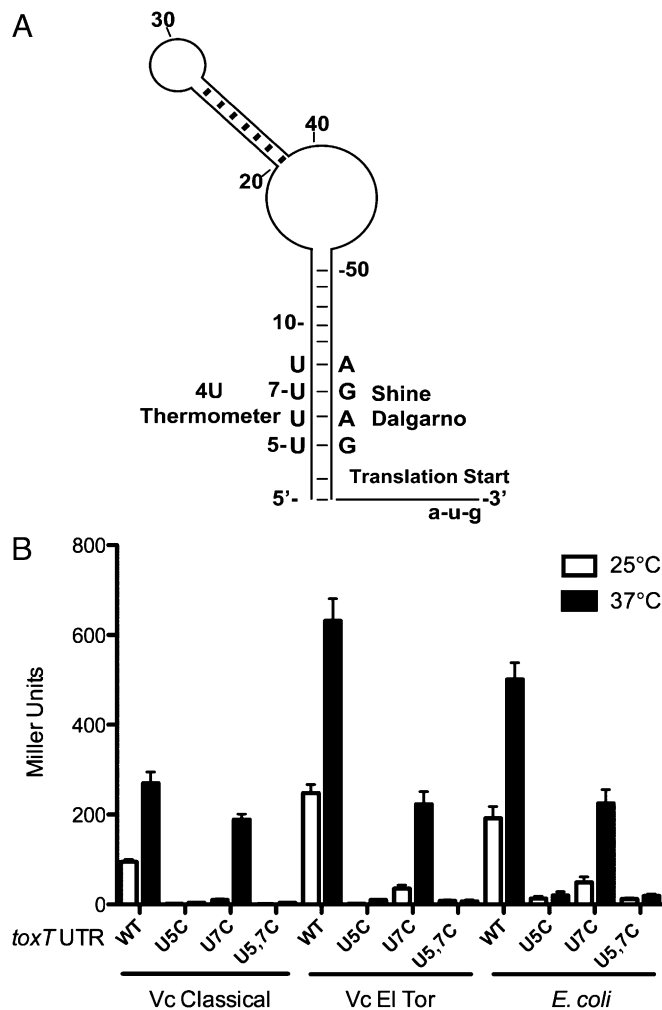 A
30
40
20
-50
10-
U A
4U 7-U G Shine
Thermometer U A Dalgarno
5-U G
Translation Start
5’- -3’
a-u-g
B
800
600
400
200
0
Miller Units
25°C
37°C
toxT UTR
WT U5C U7C U5,7C WT U5C U7C U5,7C WT U5C U7C U5,7C
Vc Classical Vc El Tor E. coli